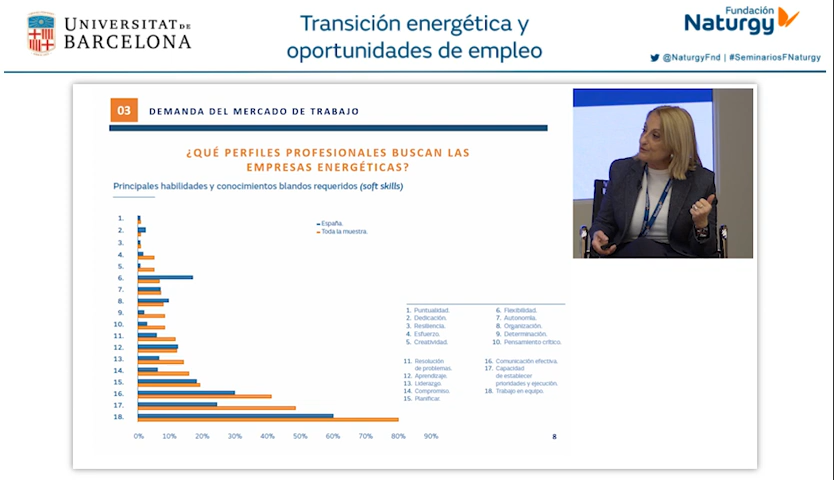 UNIVERSITAT DE
BARCELONA
Transición energética y
oportunidades de empleo
Fundación
Naturgy
@NaturgyFnd | #SeminariosFNaturgy
03 DEMANDA DEL MERCADO DE TRABAJO
¿QUÉ PERFILES PROFESIONALES BUSCAN LAS
EMPRESAS ENERGÉTICAS?
Principales habilidades y conocimientos blandos requeridos (soft skills)
España.
Toda la muestra.
1.
2.
3.
4.
5.
6.
7.
8.
9.
10.
11.
12.
13.
14.
15.
16.
17.
18.
0% 10% 20% 30% 40% 50% 60% 70% 80% 90%
1. Puntualidad.
2. Dedicación.
3. Resiliencia.
4. Esfuerzo.
5. Creatividad.
6. Flexibilidad.
7. Autonomía.
8. Organización.
9. Determinación.
10. Pensamiento crítico.
11. Resolución
de problemas.
12. Aprendizaje.
13. Liderazgo.
14. Compromiso.
15. Planificar.
16. Comunicación efectiva.
17. Capacidad
de establecer
prioridades y ejecución.
18. Trabajo en equipo.
8